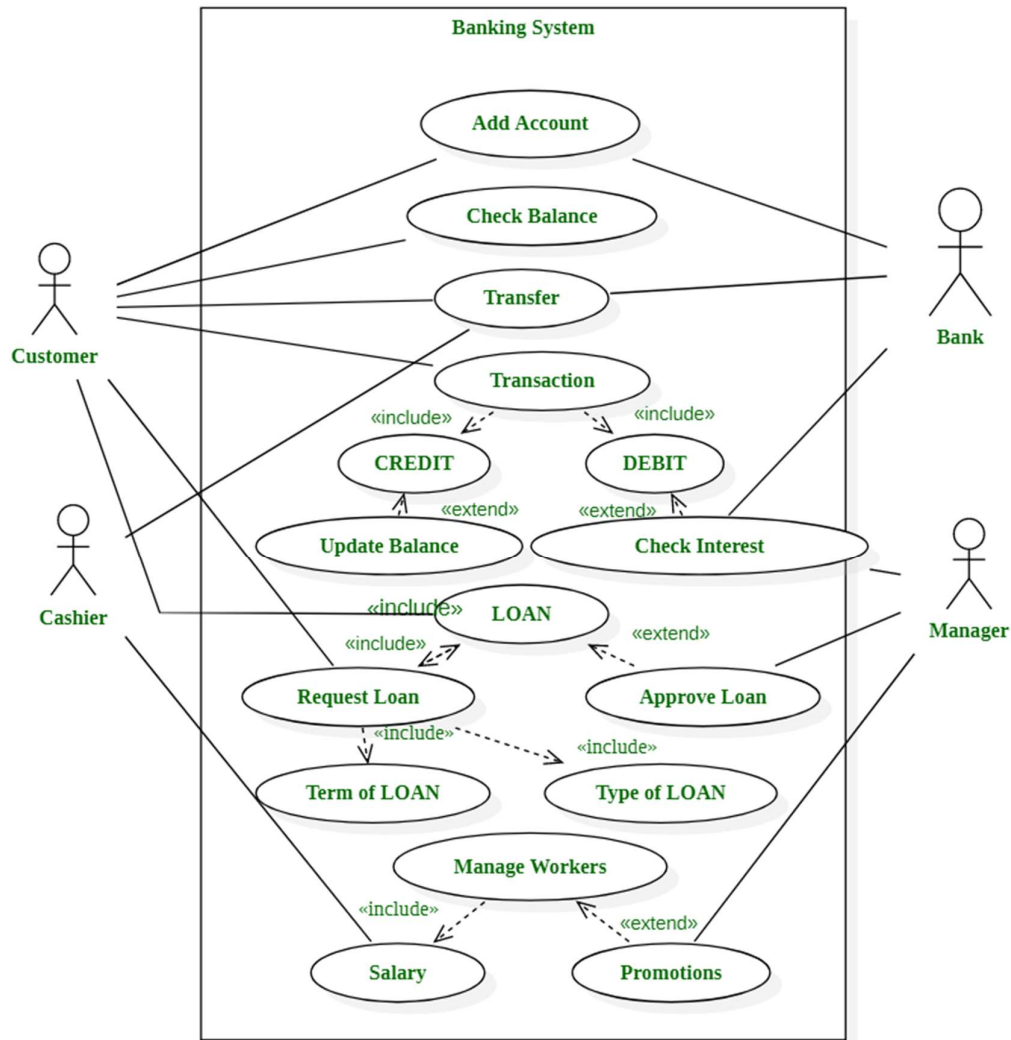 Banking System
Add Account
Check Balance
Transfer
Customer
Bank
Transaction
«include»
«include»
CREDIT
DEBIT
«extend»
«extend»
Update Balance
Check Interest
Cashier
«include»
LOAN
Manager
«include»
«extend»
Request Loan
Approve Loan
«include»
«include»
Term of LOAN
Type of LOAN
Manage Workers
«include»
«extend»
Salary
Promotions